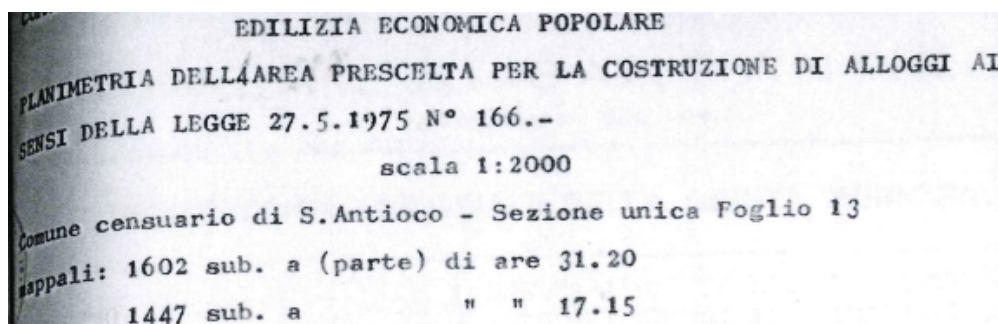 EDILIZIA ECONOMICA POPOLARE
PLANIMETRIA DELL4AREA PRESCELTA PER LA COSTRUZIONE DI ALLOGGI AI
SENSI DELLA LEGGE 27.5.1975 N° 166.-
scala 1:2000
Comune censuario di S.Antioco - Sezione unica Foglio 13
mappali: 1602 sub. a (parte) di are 31.20
1447 sub. a " " 17.15